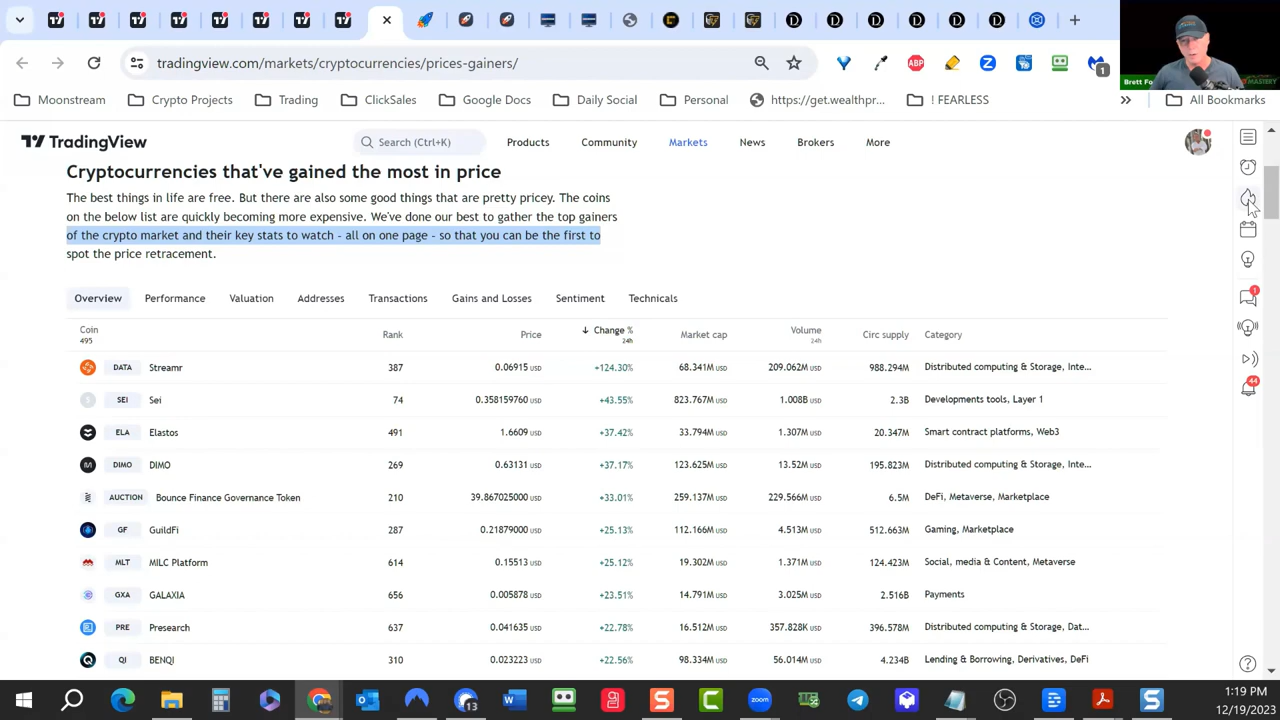 tradingview.com/markets/cryptocurrencies/prices-gainers/
ABP
1
Brett Fo
MASTERY
Moonstream
Crypto Projects
Trading
ClickSales
Google Docs
Daily Social
Personal
https://get.wealthpr...
! FEARLESS
All Bookmarks
TradingView
Search (Ctrl+K)
Products
Community
Markets
News
Brokers
More
Cryptocurrencies that've gained the most in price
The best things in life are free. But there are also some good things that are pretty pricey. The coins
on the below list are quickly becoming more expensive. We've done our best to gather the top gainers
of the crypto market and their key stats to watch - all on one page - so that you can be the first to
spot the price retracement.
Overview Performance Valuation Addresses Transactions Gains and Losses Sentiment Technicals
Coin Rank Price Change % Market cap Volume Circ supply Category
495 24h 24h
DATA Streamr 387 0.06915 USD +124.30% 68.341M USD 209.062M USD 988.294M Distributed computing & Storage, Inte...
SEI Sei 74 0.358159760 USD +43.55% 823.767M USD 1.008B USD 2.3B Developments tools, Layer 1
ELA Elastos 491 1.6609 USD +37.42% 33.794M USD 1.307M USD 20.347M Smart contract platforms, Web3
DIMO DIMO 269 0.63131 USD +37.17% 123.625M USD 13.52M USD 195.823M Distributed computing & Storage, Inte...
AUCTION Bounce Finance Governance Token 210 39.867025000 USD +33.01% 259.137M USD 229.566M USD 6.5M DeFi, Metaverse, Marketplace
GF GuildFi 287 0.21879000 USD +25.13% 112.166M USD 4.513M USD 512.663M Gaming, Marketplace
MLT MILC Platform 614 0.15513 USD +25.12% 19.302M USD 1.371M USD 124.423M Social, media & Content, Metaverse
GXA GALAXIA 656 0.005878 USD +23.51% 14.791M USD 3.025M USD 2.516B Payments
PRE Presearch 637 0.041635 USD +22.78% 16.512M USD 357.828K USD 396.578M Distributed computing & Storage, Dat...
QI BENQI 310 0.023223 USD +22.56% 98.334M USD 56.014M USD 4.234B Lending & Borrowing, Derivatives, DeFi
1
44
13
zoom
1:19 PM
12/19/2023